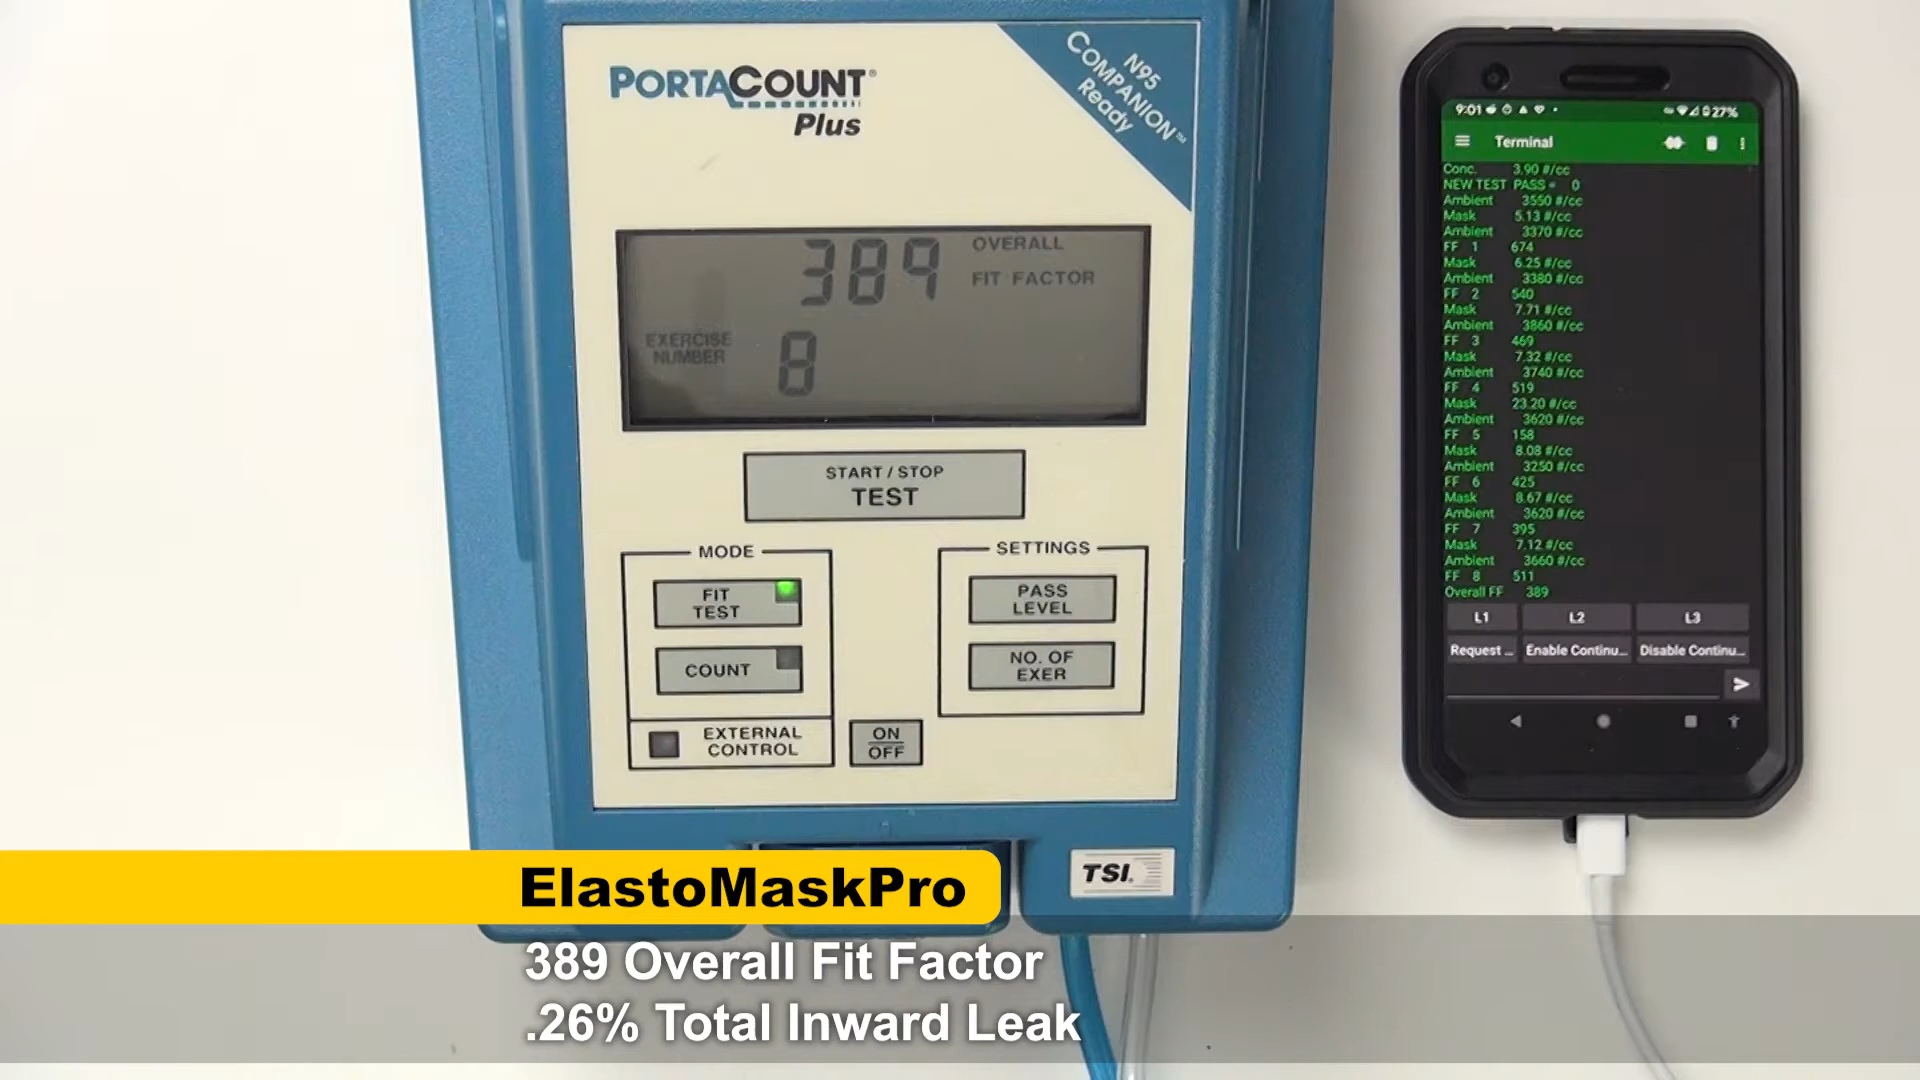 PORTACOUNT®
Plus
N95
COMPANION™
Ready
389 OVERALL
FIT FACTOR
EXERCISE
NUMBER 8
START / STOP
TEST
MODE
FIT
TEST
COUNT
EXTERNAL
CONTROL
ON
OFF
SETTINGS
PASS
LEVEL
NO. OF
EXER
TSI
9:01
27%
Terminal
Conc. 3.90 #/cc
NEW TEST PASS = 0
Ambient 3550 #/cc
Mask 5.13 #/cc
Ambient 3370 #/cc
FF 1 674
Mask 6.25 #/cc
Ambient 3380 #/cc
FF 2 540
Mask 7.71 #/cc
Ambient 3860 #/cc
FF 3 469
Mask 7.32 #/cc
Ambient 3740 #/cc
FF 4 519
Mask 23.20 #/cc
Ambient 3620 #/cc
FF 5 158
Mask 8.08 #/cc
Ambient 3250 #/cc
FF 6 425
Mask 8.67 #/cc
Ambient 3620 #/cc
FF 7 395
Mask 7.12 #/cc
Ambient 3660 #/cc
FF 8 511
Overall FF 389
L1 L2 L3
Request ... Enable Continu... Disable Continu...
ElastoMaskPro
389 Overall Fit Factor
.26% Total Inward Leak